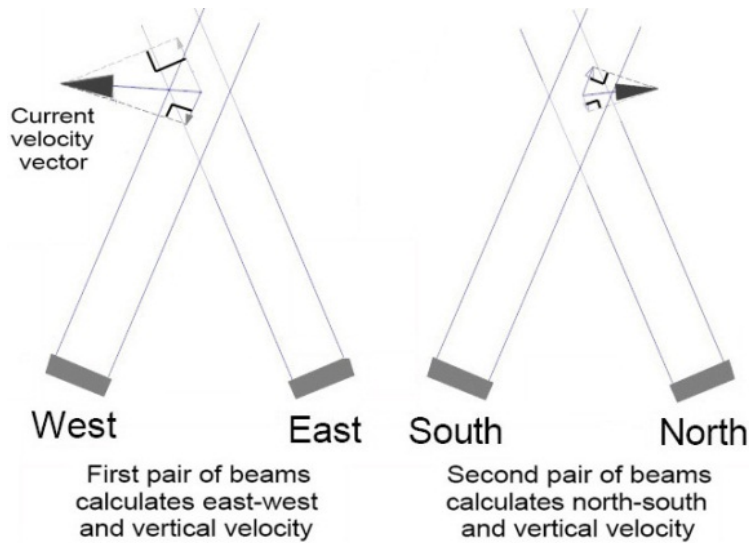 Current
velocity
vector
West
East
South
North
First pair of beams
calculates east-west
and vertical velocity
Second pair of beams
calculates north-south
and vertical velocity